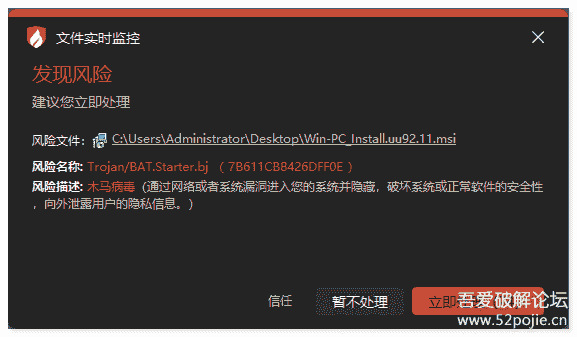 文件实时监控
发现风险
建议您立即处理
风险文件： C:\Users\Administrator\Desktop\Win-PC_Install.uu92.11.msi
风险名称: Trojan/BAT.Starter.bj （7B611CB8426DFF0E）
风险描述: 木马病毒（通过网络或者系统漏洞进入您的系统并隐藏，破坏系统或正常软件的安全性
，向外泄露用户的隐私信息。）
信任 暂不处理 立即
吾爱破解论坛
www.52pojie.cn